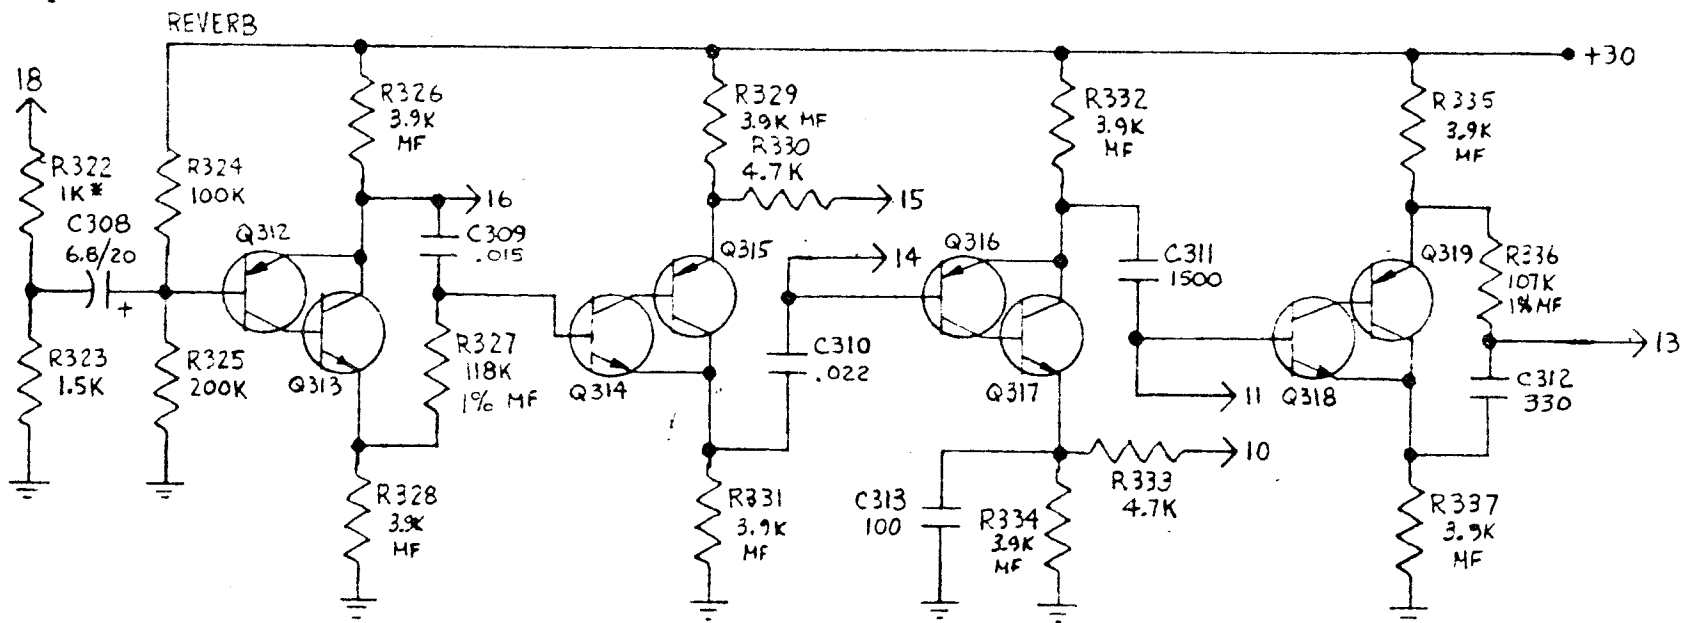 REVERB
+30
18
R326
3.9K
MF
R329
3.9K MF
R330
4.7K
R332
3.9K
MF
R335
3.9K
MF
R322
1K*
C308
6.8/20
+
R324
100K
16
15
Q312
C309
.015
Q315
14
Q316
C311
1500
Q319
R336
107K
1% MF
R323
1.5K
R325
200K
Q313
R327
118K
1% MF
Q314
C310
.022
Q317
11
Q318
13
C312
330
10
R333
4.7K
R328
3.9K
MF
R331
3.9K
MF
C313
100
R334
3.9K
MF
R337
3.9K
MF